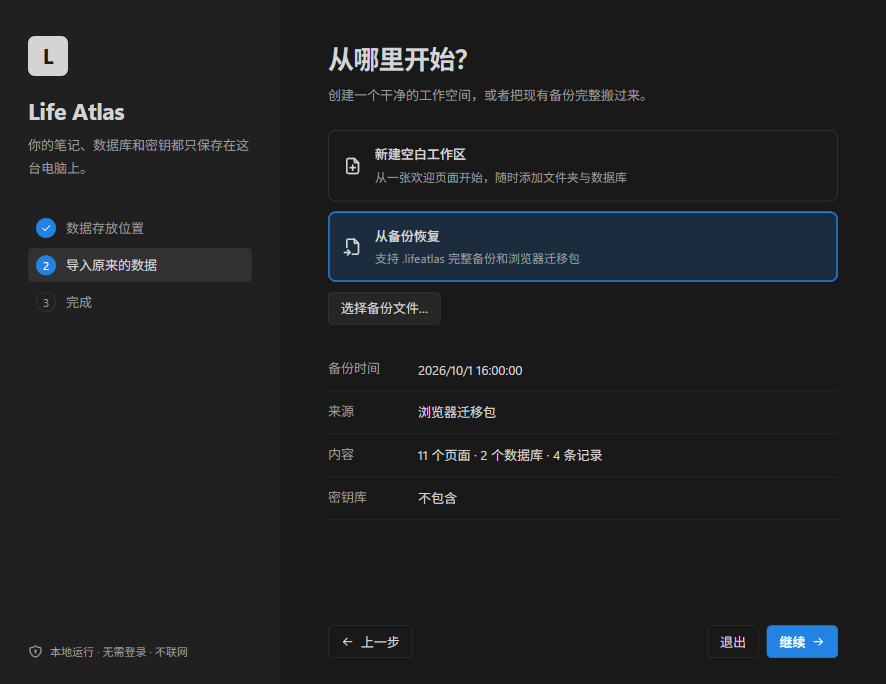 L
Life Atlas
你的笔记、数据库和密钥都只保存在这
台电脑上。
数据存放位置
2 导入原来的数据
3 完成
本地运行 · 无需登录 · 不联网
从哪里开始？
创建一个干净的工作空间，或者把现有备份完整搬过来。
新建空白工作区
从一张欢迎页面开始，随时添加文件夹与数据库
从备份恢复
支持 .lifeatlas 完整备份和浏览器迁移包
选择备份文件...
备份时间 2026/10/1 16:00:00
来源 浏览器迁移包
内容 11 个页面 · 2 个数据库 · 4 条记录
密钥库 不包含
← 上一步
退出
继续 →